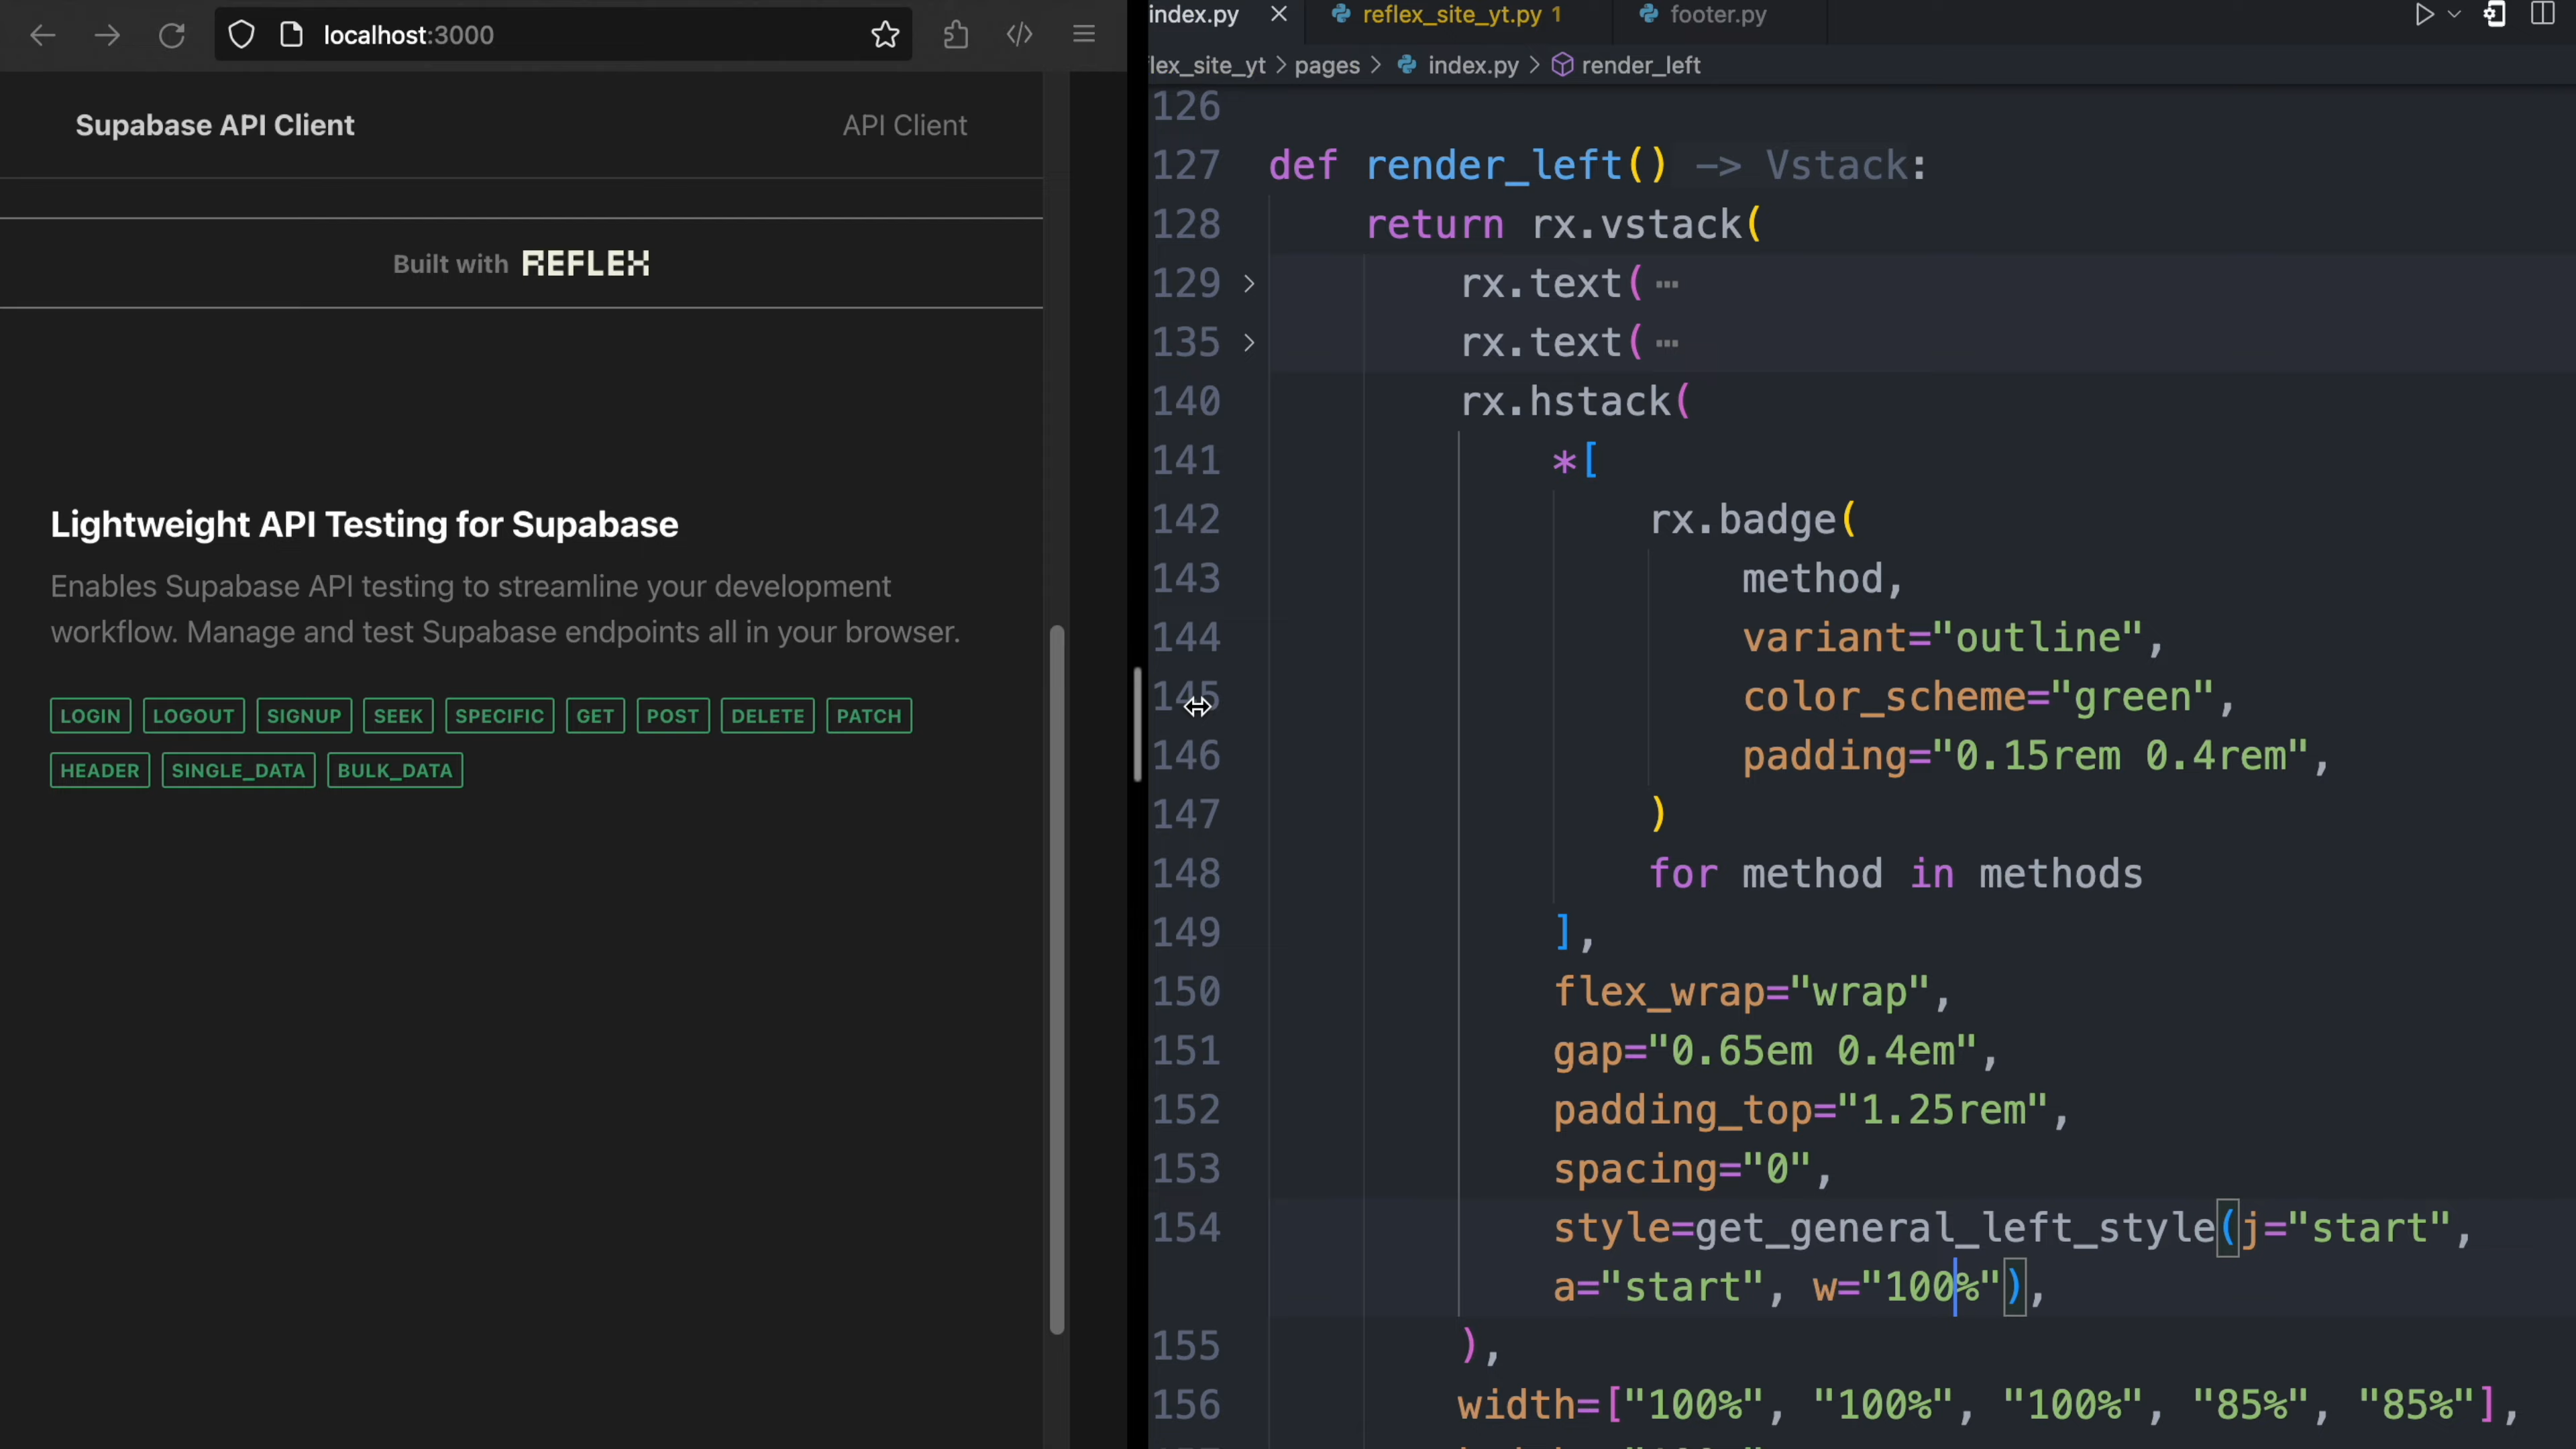 localhost:3000
Supabase API Client
API Client
Built with REFLEX
Lightweight API Testing for Supabase
Enables Supabase API testing to streamline your development
workflow. Manage and test Supabase endpoints all in your browser.
LOGIN LOGOUT SIGNUP SEEK SPECIFIC GET POST DELETE PATCH
HEADER SINGLE_DATA BULK_DATA
index.py reflex_site_yt.py 1 footer.py
lex_site_yt > pages > index.py > render_left
126
127 def render_left() -> Vstack:
128 return rx.vstack(
129 rx.text( ⋯
135 rx.text( ⋯
140 rx.hstack(
141 *[
142 rx.badge(
143 method,
144 variant="outline",
145 color_scheme="green",
146 padding="0.15rem 0.4rem",
147 )
148 for method in methods
149 ],
150 flex_wrap="wrap",
151 gap="0.65em 0.4em",
152 padding_top="1.25rem",
153 spacing="0",
154 style=get_general_left_style(j="start",
a="start", w="100%"),
155 ),
156 width=["100%", "100%", "100%", "85%", "85%"],